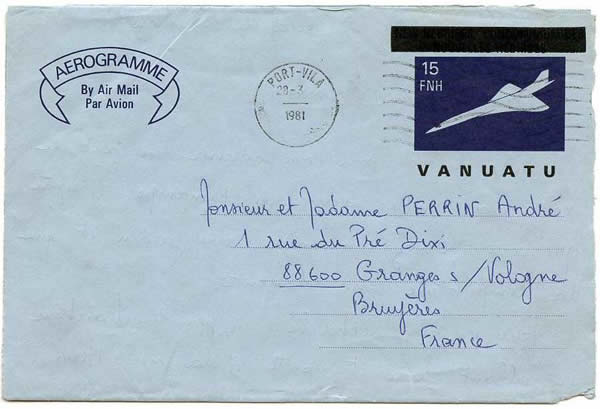 AEROGRAMME
By Air Mail
Par Avion
PORT-VILA
28-3
1981
15
FNH
VANUATU
Monsieur et Madame PERRIN André
1 rue du Pré Dixi
88600 Granges s/Vologne
Bruyères
France